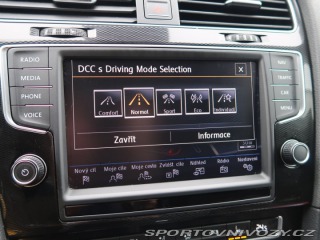 DCC s Driving Mode Selection
X
RADIO
MEDIA
PHONE
VOICE
NAV
TRAFFIC
CAR
MENU
Comfort
Normal
Sport
Eco
Individual
Zavřít
Informace
Nový cíl
Moje cíle
Moje cesta
Zvláštní cíle
Náhled
Rádio
Nastavení
SPORTOVNIVOZY.CZ